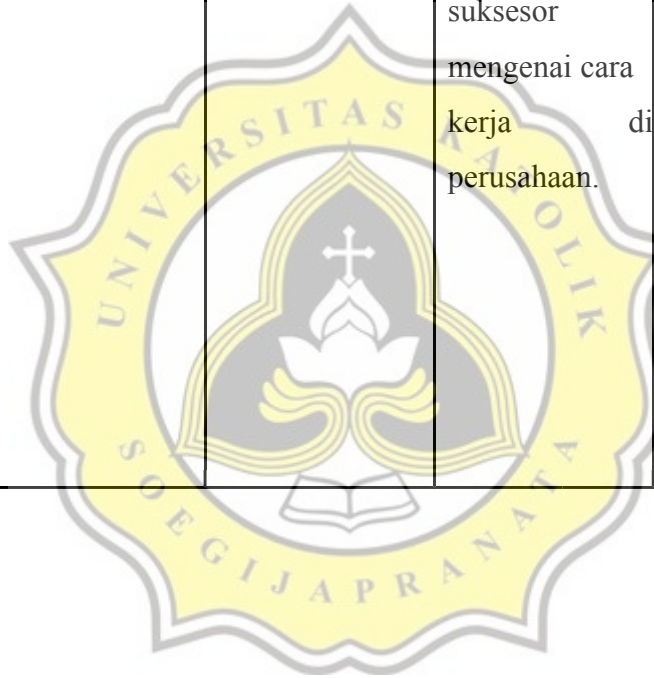 suksesor
mengenai cara
kerja di
perusahaan.
UNIVERSITAS KATOLIK
SOEGIJAPRANATA